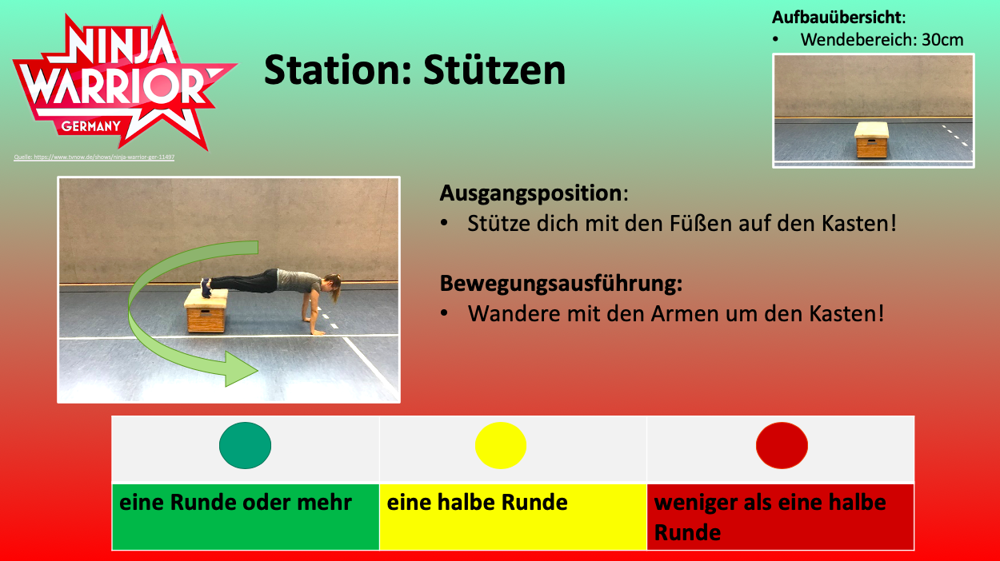 NINJA
WARRIOR
GERMANY
Quelle: https://www.tvnow.de/shows/ninja-warrior-ger-11497
Station: Stützen
Aufbauübersicht:
• Wendebereich: 30cm
Ausgangsposition:
• Stütze dich mit den Füßen auf den Kasten!
Bewegungsausführung:
• Wandere mit den Armen um den Kasten!
eine Runde oder mehr
eine halbe Runde
weniger als eine halbe
Runde